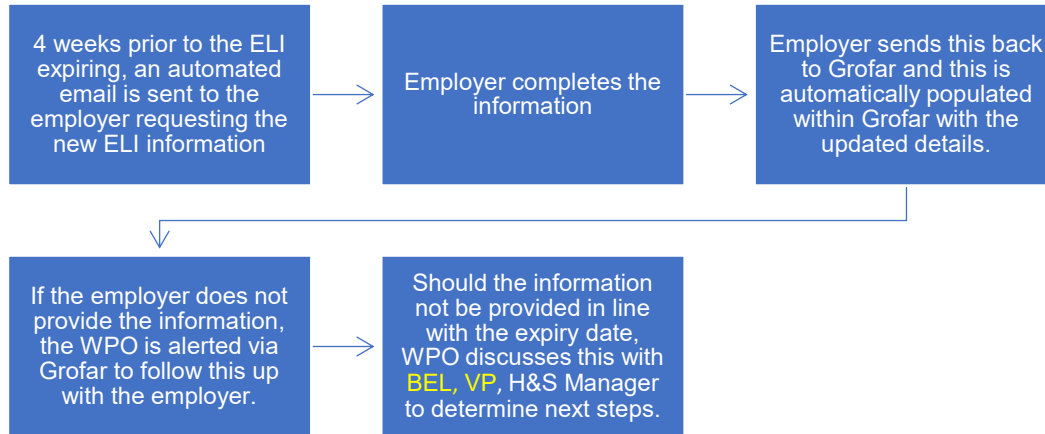 4 weeks prior to the ELI
expiring, an automated
email is sent to the
employer requesting the
new ELI information
Employer completes the
information
Employer sends this back
to Grofar and this is
automatically populated
within Grofar with the
updated details.
If the employer does not
provide the information,
the WPO is alerted via
Grofar to follow this up
with the employer.
Should the information
not be provided in line
with the expiry date,
WPO discusses this with
BEL, VP, H&S Manager
to determine next steps.